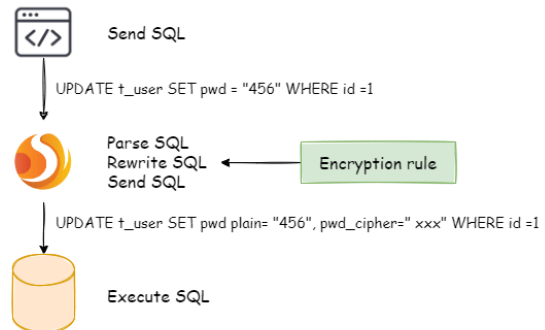 </>
Send SQL
UPDATE t_user SET pwd = "456" WHERE id =1
Parse SQL
Rewrite SQL
Send SQL
Encryption rule
UPDATE t_user SET pwd plain= "456", pwd_cipher=" xxx" WHERE id =1
Execute SQL